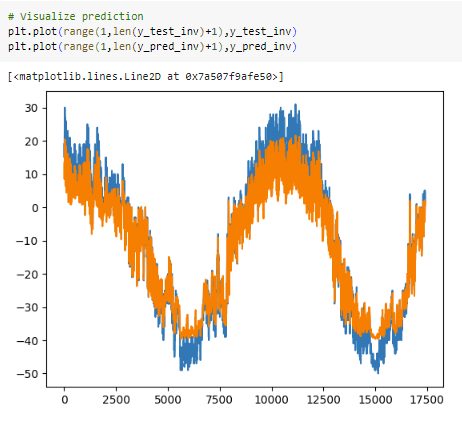 # Visualize prediction
plt.plot(range(1,len(y_test_inv)+1),y_test_inv)
plt.plot(range(1,len(y_pred_inv)+1),y_pred_inv)
[<matplotlib.lines.Line2D at 0x7a507f9afe50>]
30
20
10
0
−10
−20
−30
−40
−50
0 2500 5000 7500 10000 12500 15000 17500